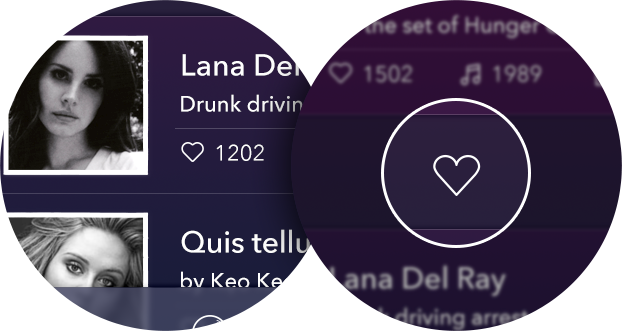 Lana Del
Drunk drivin
1202
Quis tellu
by Keo Ke
the set of Hunger
1502 1989
Lana Del Ray
driving arrest